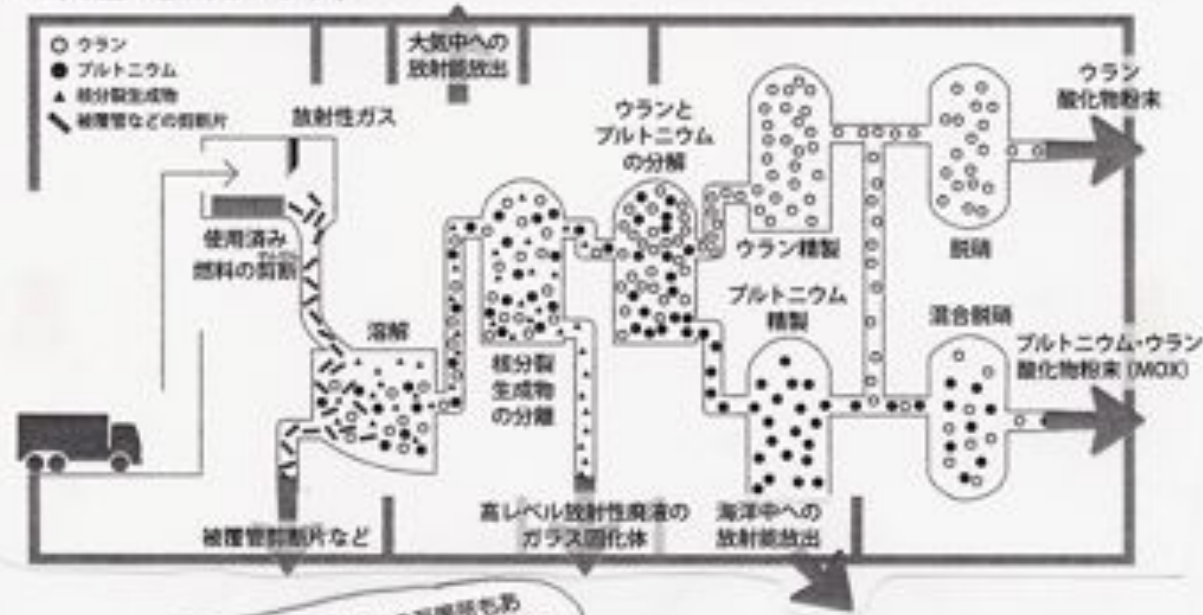 ウラン
プルトニウム
核分裂生成物
被覆管などの剪断片
大気中への
放射能放出
放射性ガス
使用済み
燃料の剪断
溶解
核分裂
生成物
の分離
ウランと
プルトニウム
の分解
ウラン精製
プルトニウム
精製
脱硝
混合脱硝
ウラン
酸化物粉末
プルトニウム・ウラン
酸化物粉末(MOX)
被覆管剪断片など
高レベル放射性廃液の
ガラス固化体
海洋中への
放射能放出